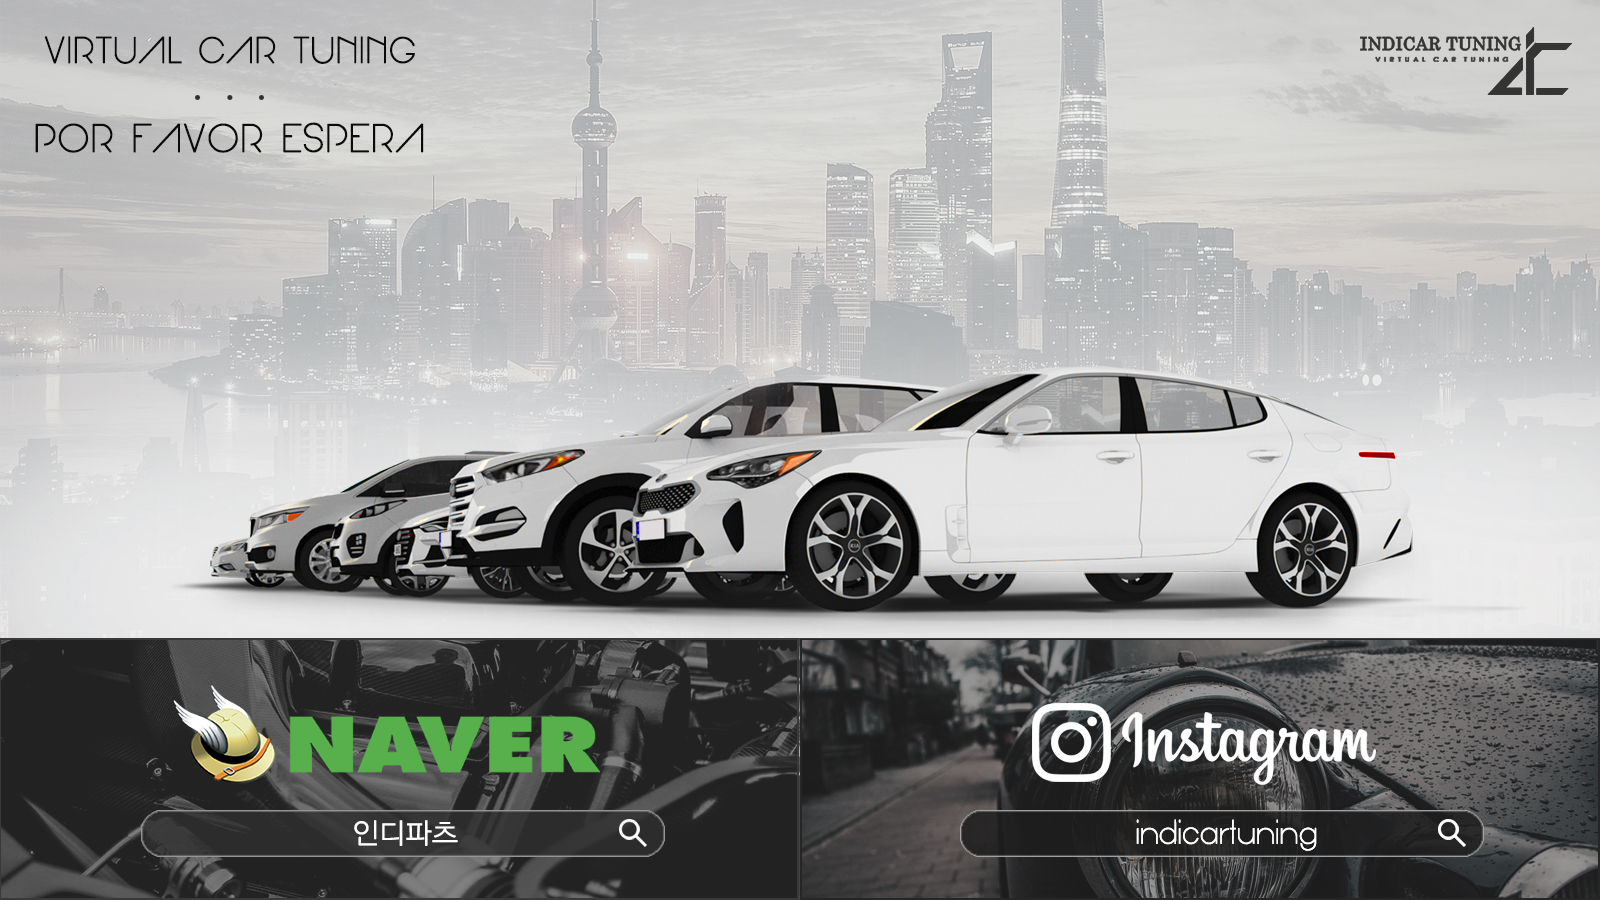 VIRTUAL CAR TUNING
. . .
POR FAVOR ESPERA
INDICAR TUNING
VIRTUAL CAR TUNING
NAVER
인디파츠
Instagram
indicartuning